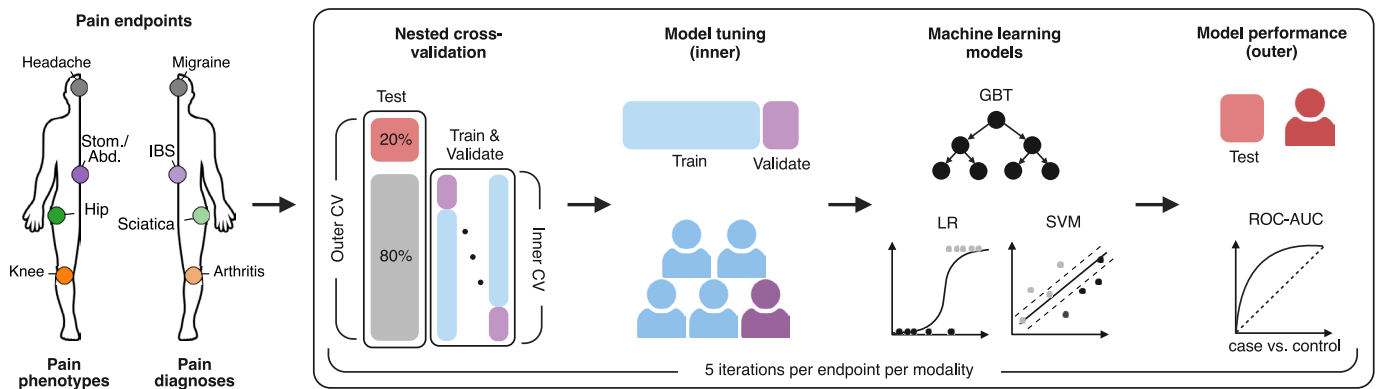 Pain endpoints
Headache
Migraine
Stom./
Abd.
IBS
Hip
Sciatica
Knee
Arthritis
Pain
phenotypes
Pain
diagnoses
Nested cross-
validation
Test
20%
80%
Outer CV
Train &
Validate
Inner CV
Model tuning
(inner)
Train
Validate
Machine learning
models
GBT
LR
SVM
Model performance
(outer)
Test
ROC-AUC
case vs. control
5 iterations per endpoint per modality